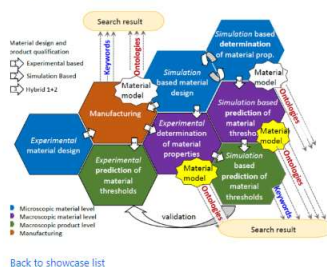 Search result
Material design and
product qualification
Experimental based
Simulation Based
Hybrid 1+2
Keywords
Ontologies
Simulation based
determination
of material prop.
Simulation
based material
design
Material
model
Material
model
Manufacturing
Simulation based
prediction of
material
thresho
Ontologies
Experimental
material design
Experimental
determination
of material
properties
Material
model
Experimental
prediction of
material
thresholds
Material
model
Simulation
based
prediction of
material
thresholds
Ontologies
Keywords
Ontologies
validation
Search result
Microscopic material level
Macroscopic material level
Macroscopic product level
Manufacturing
Back to showcase list